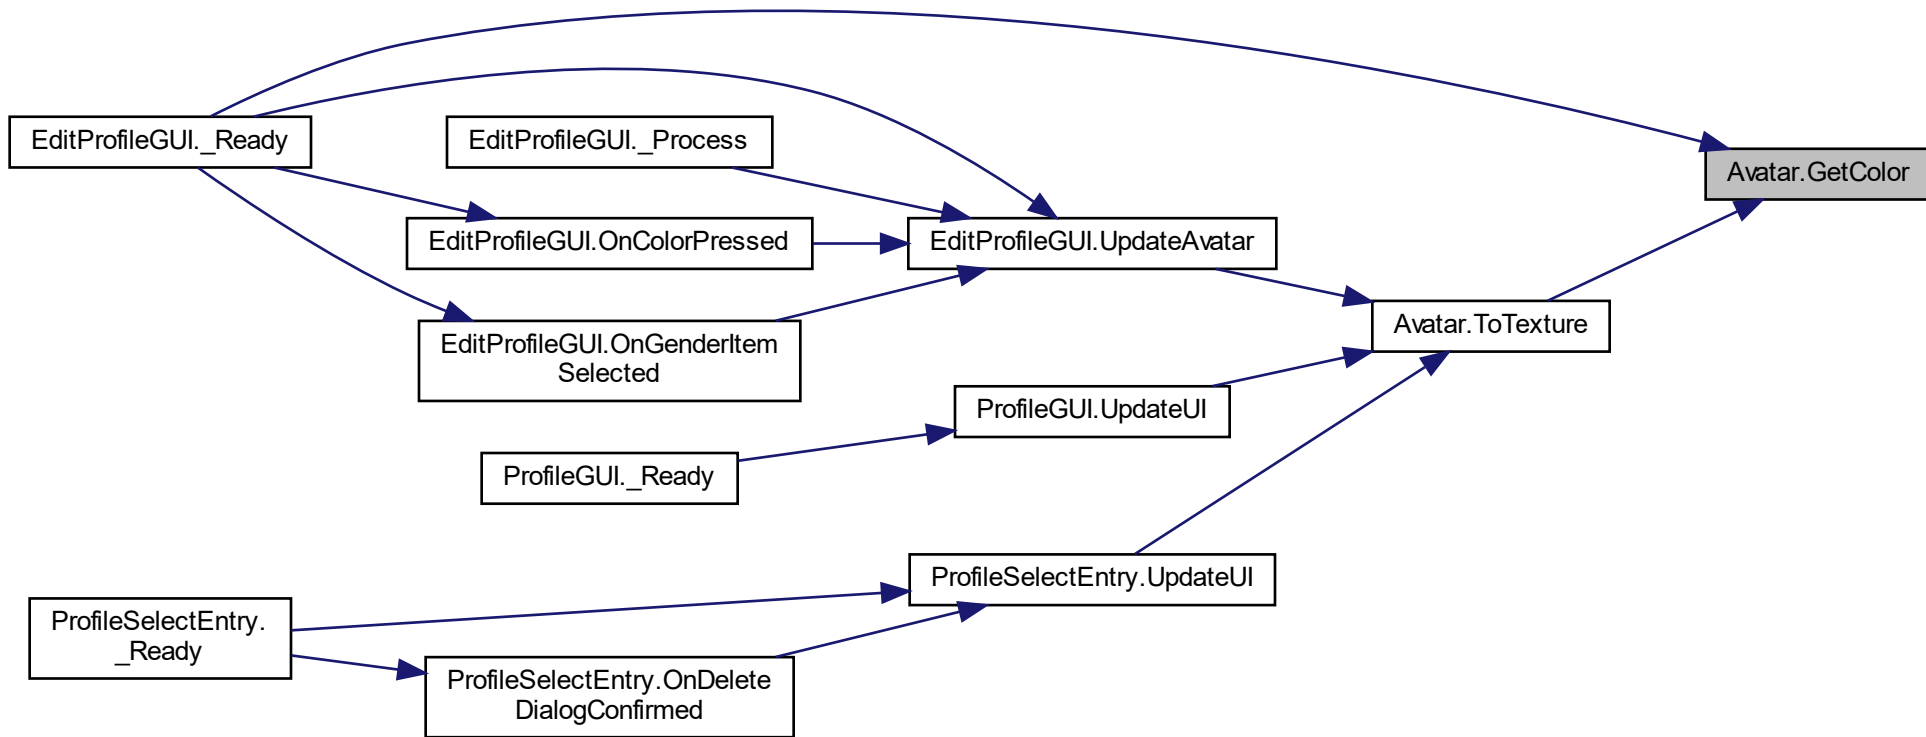 EditProfileGUI._Ready
EditProfileGUI._Process
Avatar.GetColor
EditProfileGUI.OnColorPressed
EditProfileGUI.UpdateAvatar
EditProfileGUI.OnGenderItem
Selected
Avatar.ToTexture
ProfileGUI.UpdateUI
ProfileGUI._Ready
ProfileSelectEntry.UpdateUI
ProfileSelectEntry.
_Ready
ProfileSelectEntry.OnDelete
DialogConfirmed